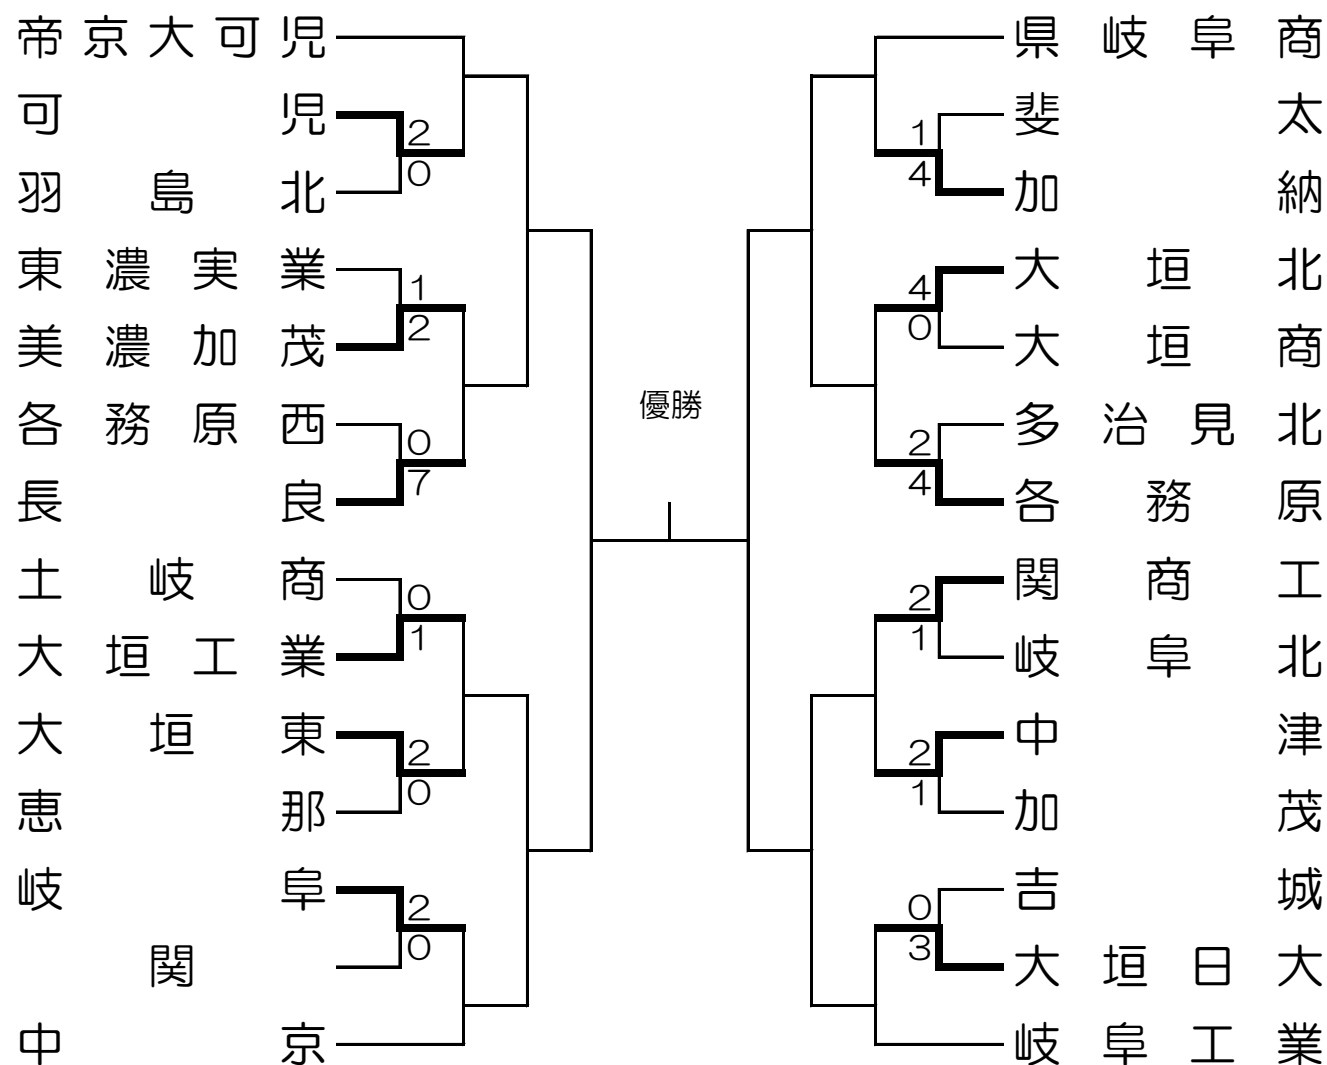 帝京大可児
可児
2
0
羽島北
東濃実業
1
2
美濃加茂
各務原西
0
7
長良
土岐商
0
1
大垣工業
大垣東
2
0
恵那
岐阜
2
0
関
中京
優勝
県岐阜商
斐太
1
4
加納
大垣北
4
0
大垣商
多治見北
2
4
各務原
関商工
2
1
岐阜北
中津
2
1
加茂
吉城
0
3
大垣日大
岐阜工業